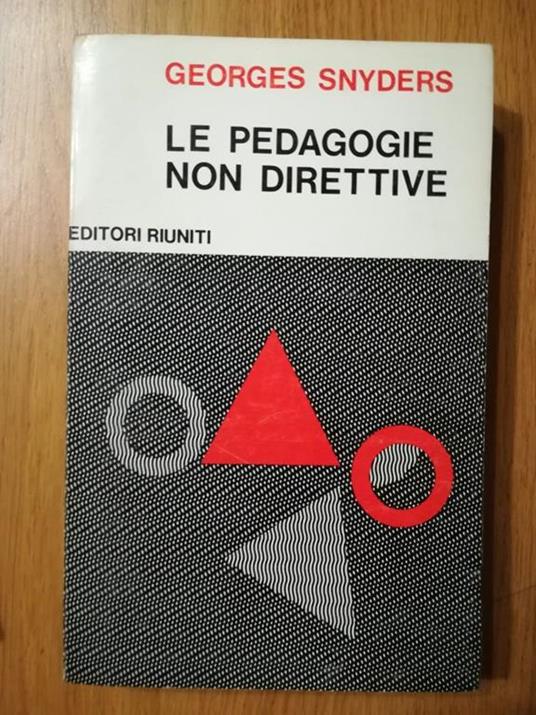 GEORGES SNYDERS
LE PEDAGOGIE
NON DIRETTIVE
EDITORI RIUNITI